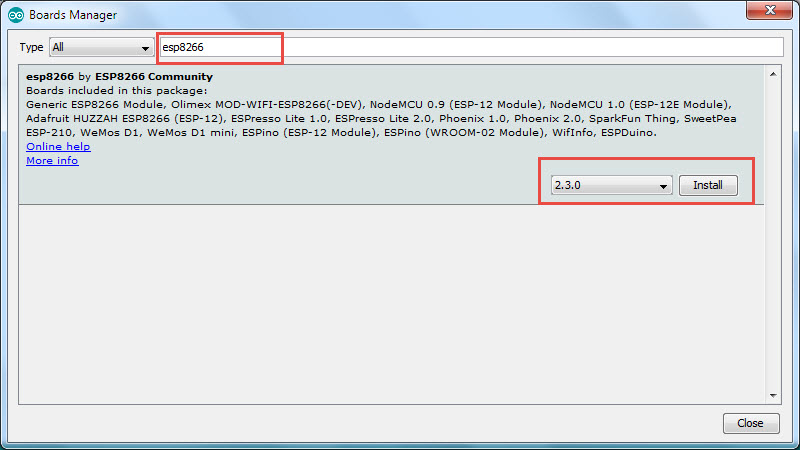 Boards Manager
Type All esp8266
esp8266 by ESP8266 Community
Boards included in this package:
Generic ESP8266 Module, Olimex MOD-WIFI-ESP8266(-DEV), NodeMCU 0.9 (ESP-12 Module), NodeMCU 1.0 (ESP-12E Module),
Adafruit HUZZAH ESP8266 (ESP-12), ESPresso Lite 1.0, ESPresso Lite 2.0, Phoenix 1.0, Phoenix 2.0, SparkFun Thing, SweetPea
ESP-210, WeMos D1, WeMos D1 mini, ESPino (ESP-12 Module), ESPino (WROOM-02 Module), WifInfo, ESPDuino.
Online help
More info
2.3.0 Install
Close